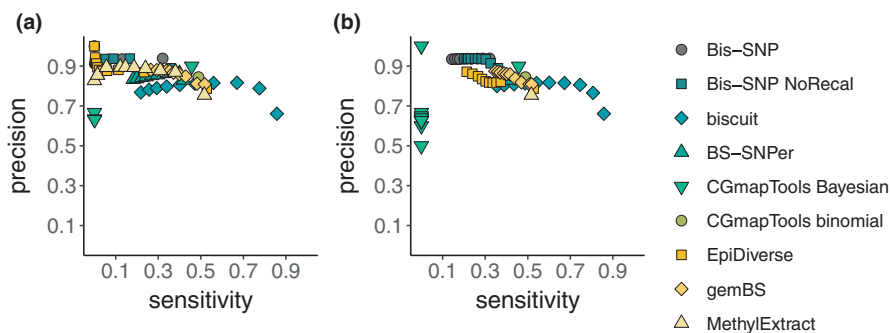 (a)
(b)
precision
0.9
0.7
0.5
0.3
0.1
0.1 0.3 0.5 0.7 0.9
sensitivity
precision
0.9
0.7
0.5
0.3
0.1
0.1 0.3 0.5 0.7 0.9
sensitivity
Bis–SNP
Bis–SNP NoRecal
biscuit
BS–SNPer
CGmapTools Bayesian
CGmapTools binomial
EpiDiverse
gemBS
MethylExtract